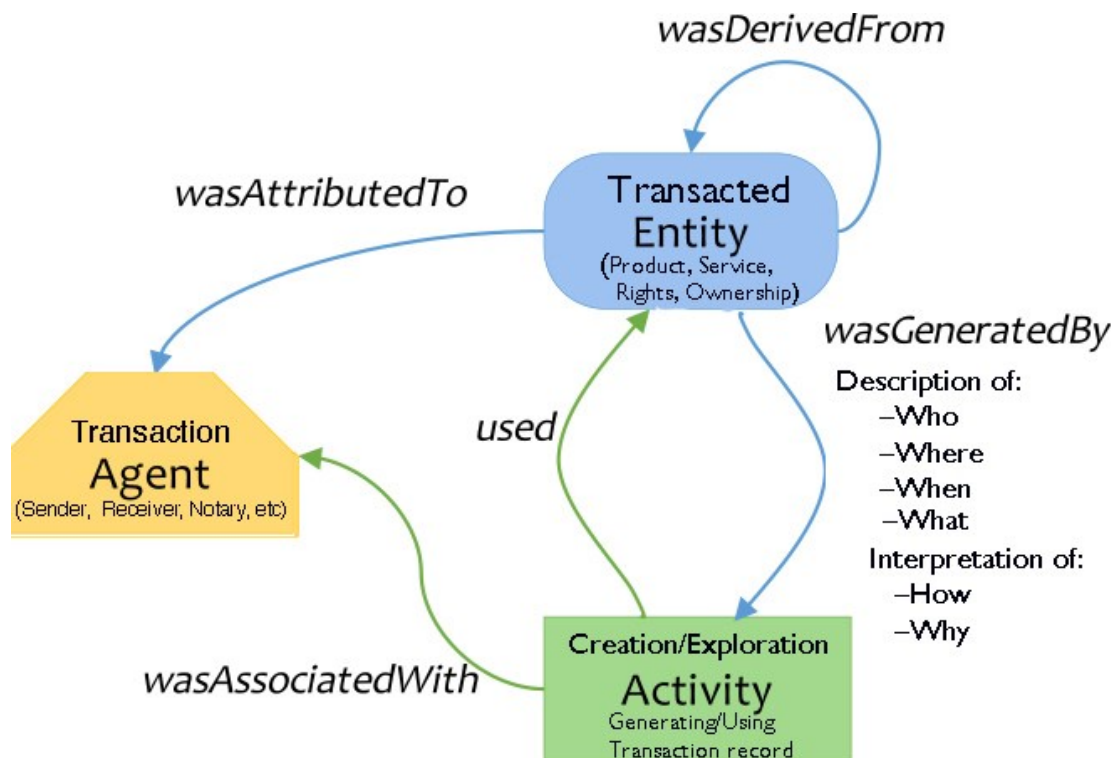 wasDerivedFrom
wasAttributedTo
Transacted
Entity
(Product, Service,
Rights, Ownership)
wasGeneratedBy
Description of:
–Who
–Where
–When
–What
Interpretation of:
–How
–Why
used
Transaction
Agent
(Sender, Receiver, Notary, etc)
wasAssociatedWith
Creation/Exploration
Activity
Generating/Using
Transaction record